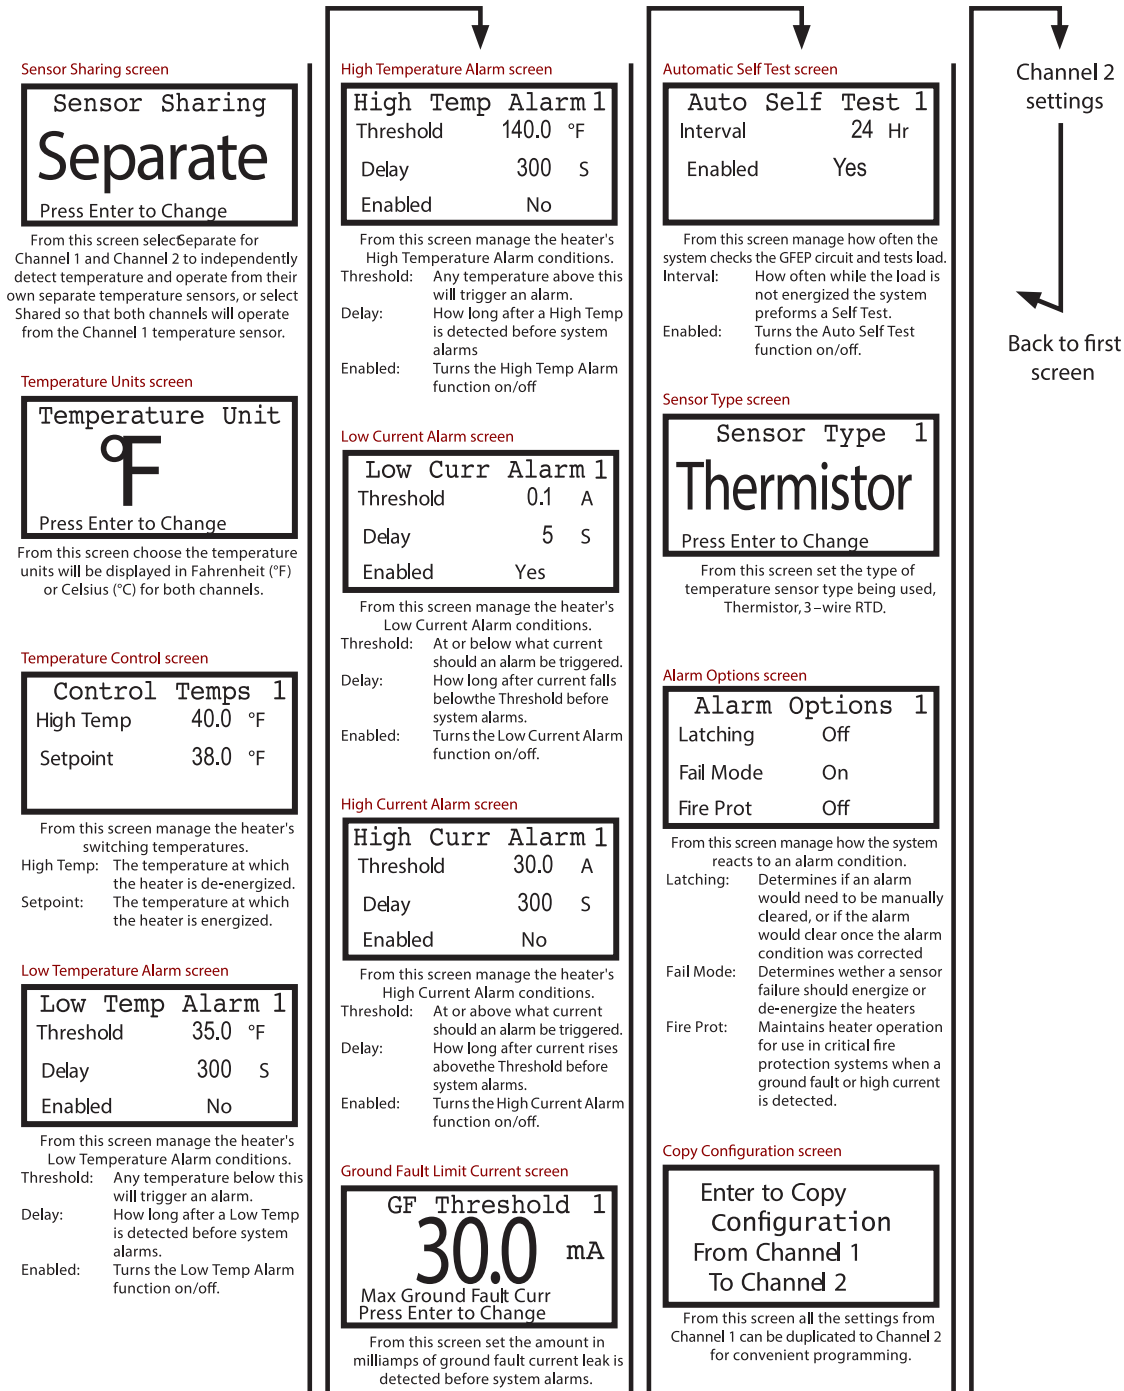 Sensor Sharing screen
Sensor Sharing
Separate
Press Enter to Change
From this screen selectSeparate for
Channel 1 and Channel 2 to independently
detect temperature and operate from their
own separate temperature sensors, or select
Shared so that both channels will operate
from the Channel 1 temperature sensor.
Temperature Units screen
Temperature Unit
°F
Press Enter to Change
From this screen choose the temperature
units will be displayed in Fahrenheit (°F)
or Celsius (°C) for both channels.
Temperature Control screen
Control Temps 1
High Temp 40.0 °F
Setpoint 38.0 °F
From this screen manage the heater's
switching temperatures.
High Temp: The temperature at which
the heater is de-energized.
Setpoint: The temperature at which
the heater is energized.
Low Temperature Alarm screen
Low Temp Alarm 1
Threshold 35.0 °F
Delay 300 S
Enabled No
From this screen manage the heater's
Low Temperature Alarm conditions.
Threshold: Any temperature below this
will trigger an alarm.
Delay: How long after a Low Temp
is detected before system
alarms.
Enabled: Turns the Low Temp Alarm
function on/off.
High Temperature Alarm screen
High Temp Alarm 1
Threshold 140.0 °F
Delay 300 S
Enabled No
From this screen manage the heater's
High Temperature Alarm conditions.
Threshold: Any temperature above this
will trigger an alarm.
Delay: How long after a High Temp
is detected before system
alarms
Enabled: Turns the High Temp Alarm
function on/off
Low Current Alarm screen
Low Curr Alarm 1
Threshold 0.1 A
Delay 5 S
Enabled Yes
From this screen manage the heater's
Low Current Alarm conditions.
Threshold: At or below what current
should an alarm be triggered.
Delay: How long after current falls
belowthe Threshold before
system alarms.
Enabled: Turns the Low Current Alarm
function on/off.
High Current Alarm screen
High Curr Alarm 1
Threshold 30.0 A
Delay 300 S
Enabled No
From this screen manage the heater's
High Current Alarm conditions.
Threshold: At or above what current
should an alarm be triggered.
Delay: How long after current rises
abovethe Threshold before
system alarms.
Enabled: Turns the High Current Alarm
function on/off.
Ground Fault Limit Current screen
GF Threshold 1
30.0 mA
Max Ground Fault Curr
Press Enter to Change
From this screen set the amount in
milliamps of ground fault current leak is
detected before system alarms.
Automatic Self Test screen
Auto Self Test 1
Interval 24 Hr
Enabled Yes
From this screen manage how often the
system checks the GFEP circuit and tests load.
Interval: How often while the load is
not energized the system
preforms a Self Test.
Enabled: Turns the Auto Self Test
function on/off.
Sensor Type screen
Sensor Type 1
Thermistor
Press Enter to Change
From this screen set the type of
temperature sensor type being used,
Thermistor, 3–wire RTD.
Alarm Options screen
Alarm Options 1
Latching Off
Fail Mode On
Fire Prot Off
From this screen manage how the system
reacts to an alarm condition.
Latching: Determines if an alarm
would need to be manually
cleared, or if the alarm
would clear once the alarm
condition was corrected
Fail Mode: Determines wether a sensor
failure should energize or
de-energize the heaters
Fire Prot: Maintains heater operation
for use in critical fire
protection systems when a
ground fault or high current
is detected.
Copy Configuration screen
Enter to Copy
Configuration
From Channel 1
To Channel 2
From this screen all the settings from
Channel 1 can be duplicated to Channel 2
for convenient programming.
Channel 2
settings
Back to first
screen